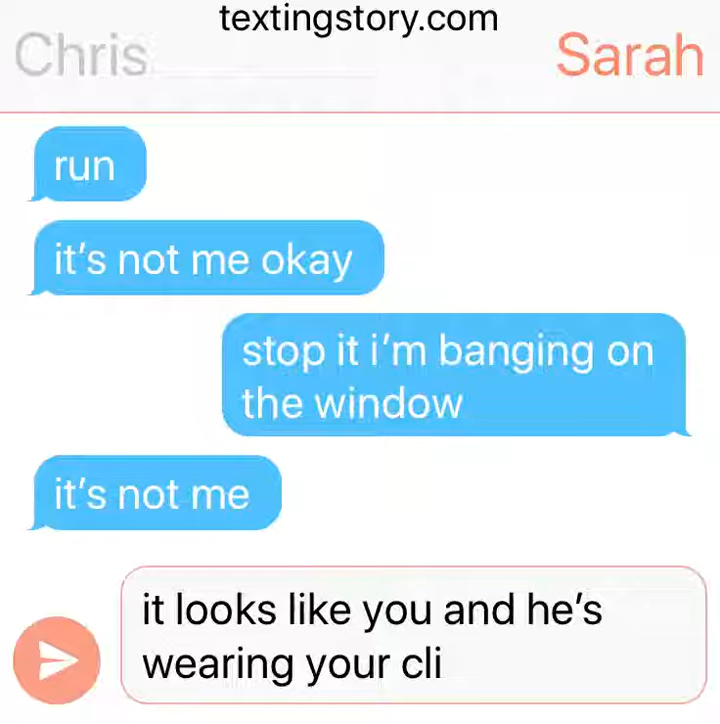 textingstory.com
Chris
Sarah
run
it's not me okay
stop it i'm banging on
the window
it's not me
it looks like you and he's
wearing your cli